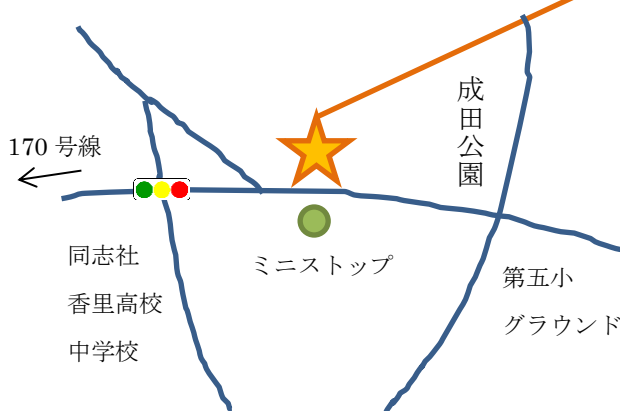 成田公園
170 号線
同志社
香里高校
中学校
ミニストップ
第五小
グラウンド